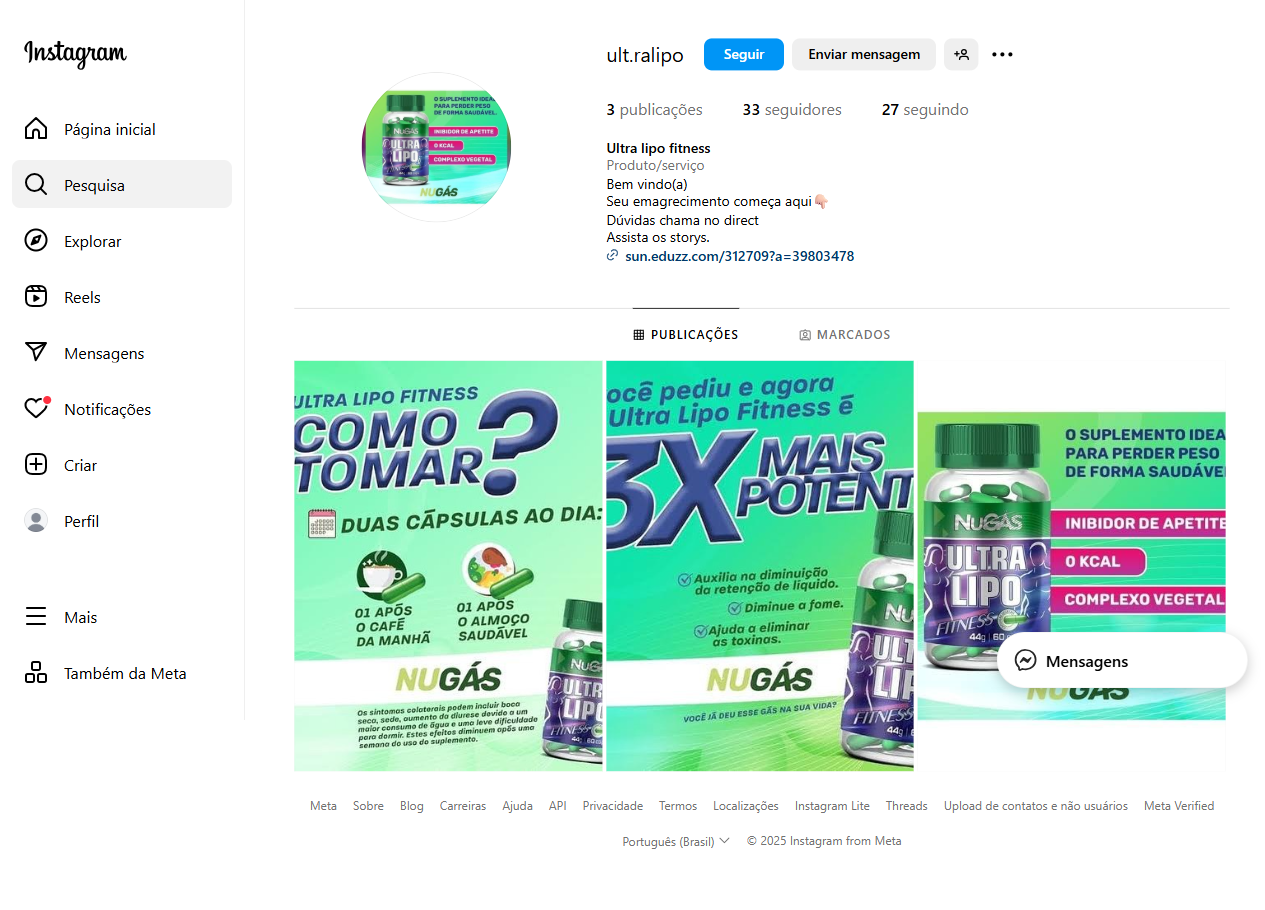 Instagram
Página inicial
Pesquisa
Explorar
Reels
Mensagens
Notificações
Criar
Perfil
Mais
Também da Meta
ult.ralipo
Seguir
Enviar mensagem
3 publicações
33 seguidores
27 seguindo
Ultra lipo fitness
Produto/serviço
Bem vindo(a)
Seu emagrecimento começa aqui👇🏻
Dúvidas chama no direct
Assista os storys.
sun.eduzz.com/312709?a=39803478
O SUPLEMENTO IDEA
PARA PERDER PESO
DE FORMA SAUDÁVEL.
INIBIDOR DE APETITE
0 KCAL
COMPLEXO VEGETAL
NUGÁS
ULTRA
LIPO
NUGÁS
PUBLICAÇÕES
MARCADOS
ULTRA LIPO FITNESS
COMO
TOMAR?
DUAS CÁPSULAS AO DIA:
01 APÓS
O CAFÉ
DA MANHÃ
01 APÓS
O ALMOÇO
SAUDÁVEL
NUGÁS
Os sintomas colaterais podem incluir boca
seca, sede, aumento da diurese devido a um
maior consumo de água e uma leve dificuldade
para dormir. Estes efeitos diminuem após uma
semana do uso do suplemento.
NUGÁS
ULTR
LIPO
FITNESS
44g | 60 c
ocê pediu e agora
Ultra Lipo Fitness é
3X MAIS
POTENT
Auxilia na diminuição
da retenção de líquido.
Diminue a fome.
Ajuda a eliminar
as toxinas.
NUGÁS
VOCÊ JÁ DEU ESSE GÁS NA SUA VIDA?
NU
ULT
LIP
FITNESS
44g | 60
O SUPLEMENTO IDEA
PARA PERDER PESO
DE FORMA SAUDÁVE
INIBIDOR DE APETITE
0 KCAL
COMPLEXO VEGETAL
NUGÁS
ULTRA
LIPO
FITNESS
44g | 60
NUGÁS
Mensagens
Meta
Sobre
Blog
Carreiras
Ajuda
API
Privacidade
Termos
Localizações
Instagram Lite
Threads
Upload de contatos e não usuários
Meta Verified
Português (Brasil)
© 2025 Instagram from Meta